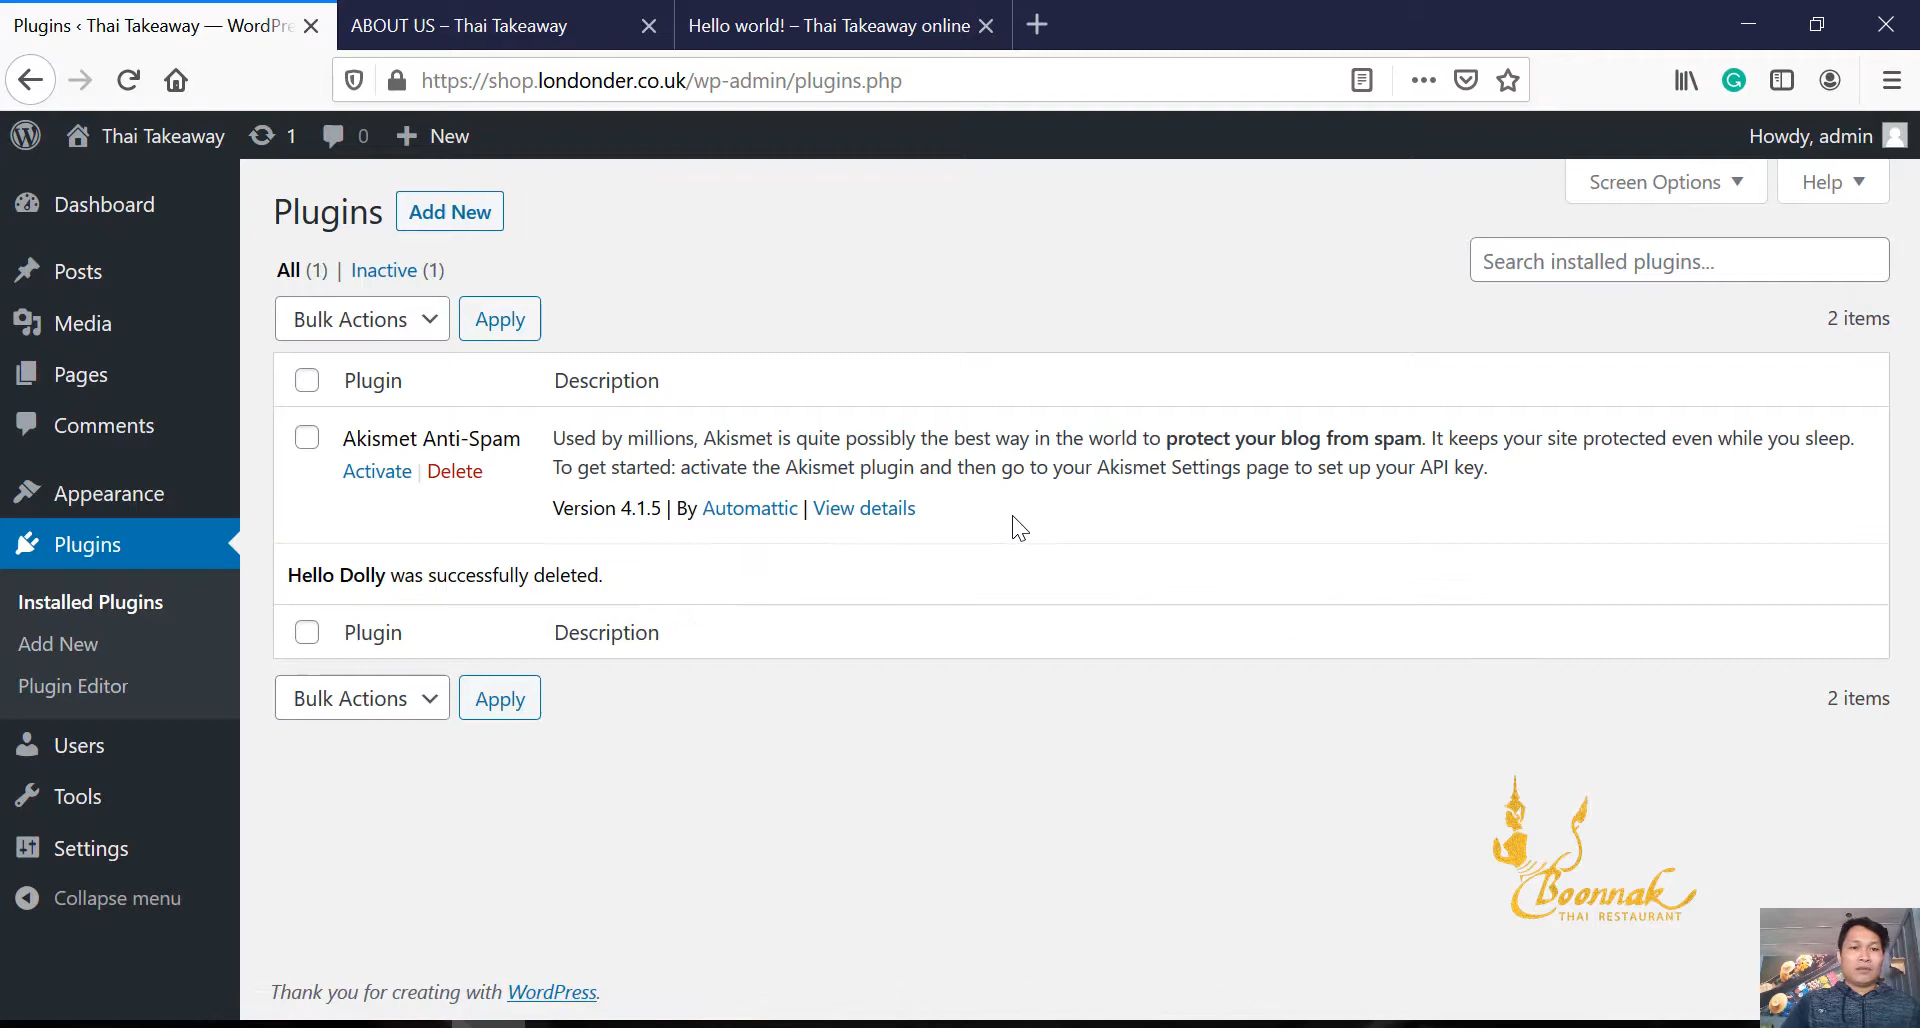 Plugins ‹ Thai Takeaway — WordPre
ABOUT US – Thai Takeaway
Hello world! – Thai Takeaway online
https://shop.londonder.co.uk/wp-admin/plugins.php
Thai Takeaway
1
0
New
Howdy, admin
Dashboard
Posts
Media
Pages
Comments
Appearance
Plugins
Installed Plugins
Add New
Plugin Editor
Users
Tools
Settings
Collapse menu
Screen Options
Help
Plugins
Add New
All (1) | Inactive (1)
Search installed plugins...
Bulk Actions
Apply
2 items
Plugin
Description
Akismet Anti-Spam
Activate | Delete
Used by millions, Akismet is quite possibly the best way in the world to protect your blog from spam. It keeps your site protected even while you sleep.
To get started: activate the Akismet plugin and then go to your Akismet Settings page to set up your API key.
Version 4.1.5 | By Automattic | View details
Hello Dolly was successfully deleted.
Plugin
Description
Bulk Actions
Apply
2 items
Boonnak
THAI RESTAURANT
Thank you for creating with WordPress.